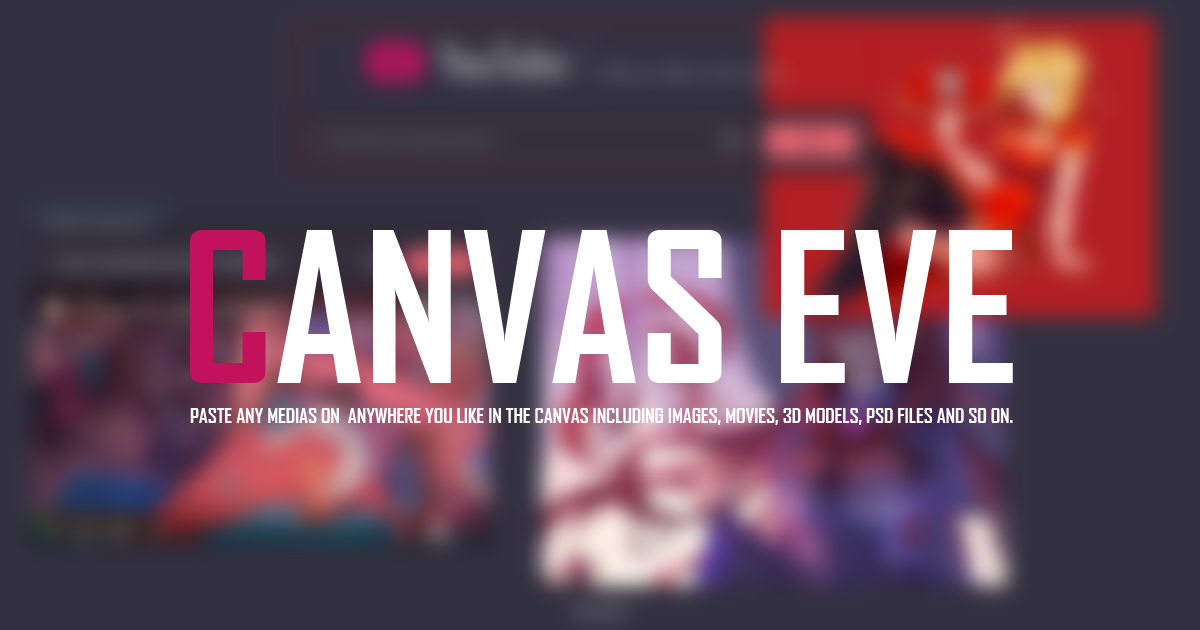 CANVAS EVE
PASTE ANY MEDIAS ON  ANYWHERE YOU LIKE IN THE CANVAS INCLUDING IMAGES, MOVIES, 3D MODELS, PSD FILES AND SO ON.